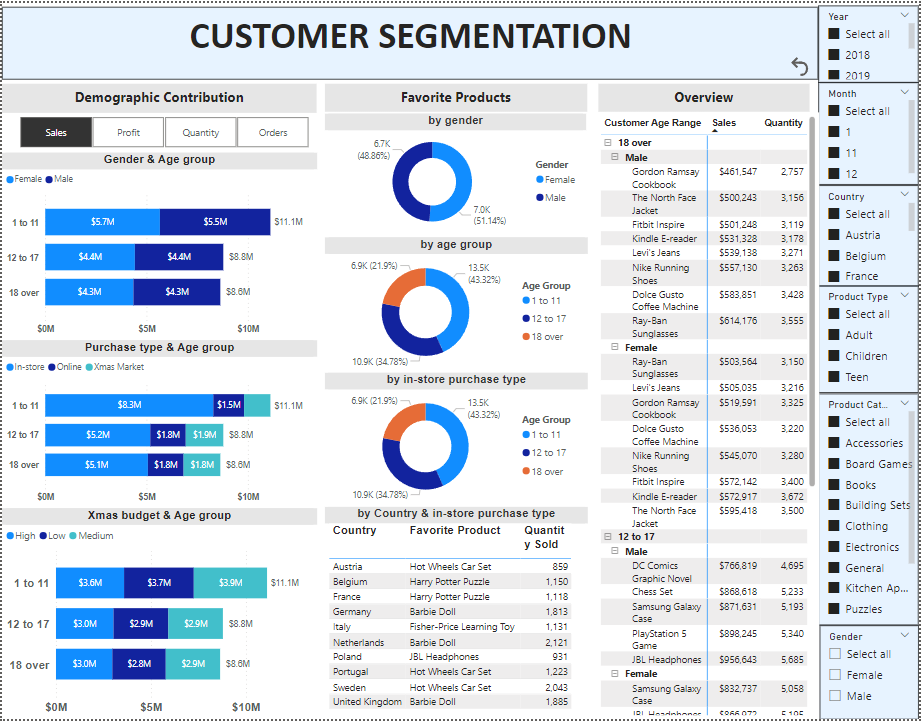 CUSTOMER SEGMENTATION
Demographic Contribution
Sales Profit Quantity Orders
Gender & Age group
Female Male
1 to 11 $5.7M $5.5M $11.1M
12 to 17 $4.4M $4.4M $8.8M
18 over $4.3M $4.3M $8.6M
$0M $5M $10M
Purchase type & Age group
In-store Online Xmas Market
1 to 11 $8.3M $1.5M $11.1M
12 to 17 $5.2M $1.8M $1.9M $8.8M
18 over $5.1M $1.8M $1.8M $8.6M
$0M $5M $10M
Xmas budget & Age group
High Low Medium
1 to 11 $3.6M $3.7M $3.9M $11.1M
12 to 17 $3.0M $2.9M $2.9M $8.8M
18 over $3.0M $2.8M $2.9M $8.6M
$0M $5M $10M
Favorite Products
by gender
6.7K
(48.86%)
7.0K
(51.14%)
Gender
Female
Male
by age group
6.9K (21.9%)
13.5K
(43.32%)
10.9K (34.78%)
Age Group
1 to 11
12 to 17
18 over
by in-store purchase type
6.9K (21.9%)
13.5K
(43.32%)
10.9K (34.78%)
Age Group
1 to 11
12 to 17
18 over
by Country & in-store purchase type
Country Favorite Product Quantit
y Sold
Austria Hot Wheels Car Set 859
Belgium Harry Potter Puzzle 1,150
France Harry Potter Puzzle 1,118
Germany Barbie Doll 1,813
Italy Fisher-Price Learning Toy 1,131
Netherlands Barbie Doll 2,121
Poland JBL Headphones 931
Portugal Hot Wheels Car Set 1,223
Sweden Hot Wheels Car Set 2,043
United Kingdom Barbie Doll 1,885
Overview
Customer Age Range Sales Quantity
18 over
Male
Gordon Ramsay $461,547 2,757
Cookbook
The North Face $500,243 3,156
Jacket
Fitbit Inspire $501,248 3,119
Kindle E-reader $531,328 3,178
Levi's Jeans $539,138 3,271
Nike Running $557,130 3,263
Shoes
Dolce Gusto $583,851 3,428
Coffee Machine
Ray-Ban $614,176 3,555
Sunglasses
Female
Ray-Ban $503,564 3,150
Sunglasses
Levi's Jeans $505,035 3,216
Gordon Ramsay $519,591 3,325
Cookbook
Dolce Gusto $536,053 3,220
Coffee Machine
Nike Running $545,070 3,280
Shoes
Fitbit Inspire $572,142 3,400
Kindle E-reader $572,917 3,672
The North Face $595,418 3,500
Jacket
12 to 17
Male
DC Comics $766,819 4,695
Graphic Novel
Chess Set $868,618 5,233
Samsung Galaxy $871,631 5,193
Case
PlayStation 5 $898,245 5,340
Game
JBL Headphones $956,643 5,685
Female
Samsung Galaxy $832,737 5,058
Case
JBL Headphones $866,972 5,195
Year
Select all
2018
2019
Month
Select all
1
11
12
Country
Select all
Austria
Belgium
France
Product Type
Select all
Adult
Children
Teen
Product Cat...
Select all
Accessories
Board Games
Books
Building Sets
Clothing
Electronics
General
Kitchen Ap...
Puzzles
Gender
Select all
Female
Male